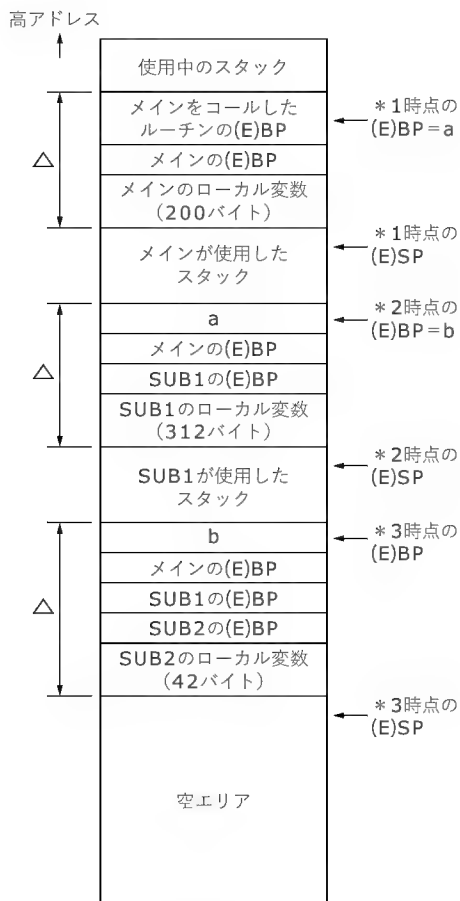 高アドレス
使用中のスタック
メインをコールした
ルーチンの(E)BP
*1時点の
(E)BP=a
△
メインの(E)BP
メインのローカル変数
(200バイト)
*1時点の
(E)SP
メインが使用した
スタック
*2時点の
(E)BP=b
a
メインの(E)BP
△
SUB1の(E)BP
SUB1のローカル変数
(312バイト)
*2時点の
(E)SP
SUB1が使用した
スタック
b
*3時点の
(E)BP
メインの(E)BP
△
SUB1の(E)BP
SUB2の(E)BP
SUB2のローカル変数
(42バイト)
*3時点の
(E)SP
空エリア